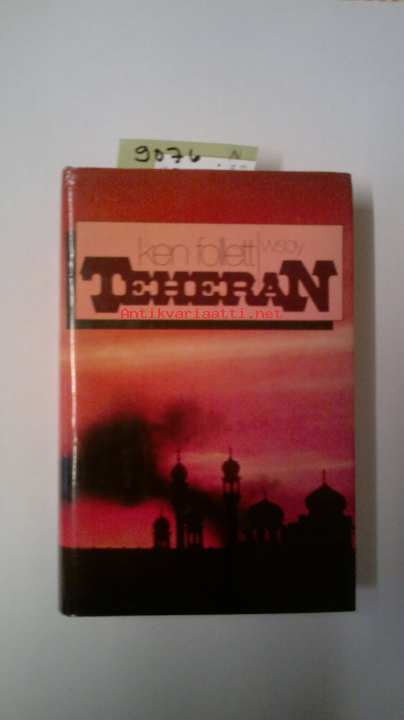 9076
ken follett | wsoy
TEHERAN
Antikvariaatti.net